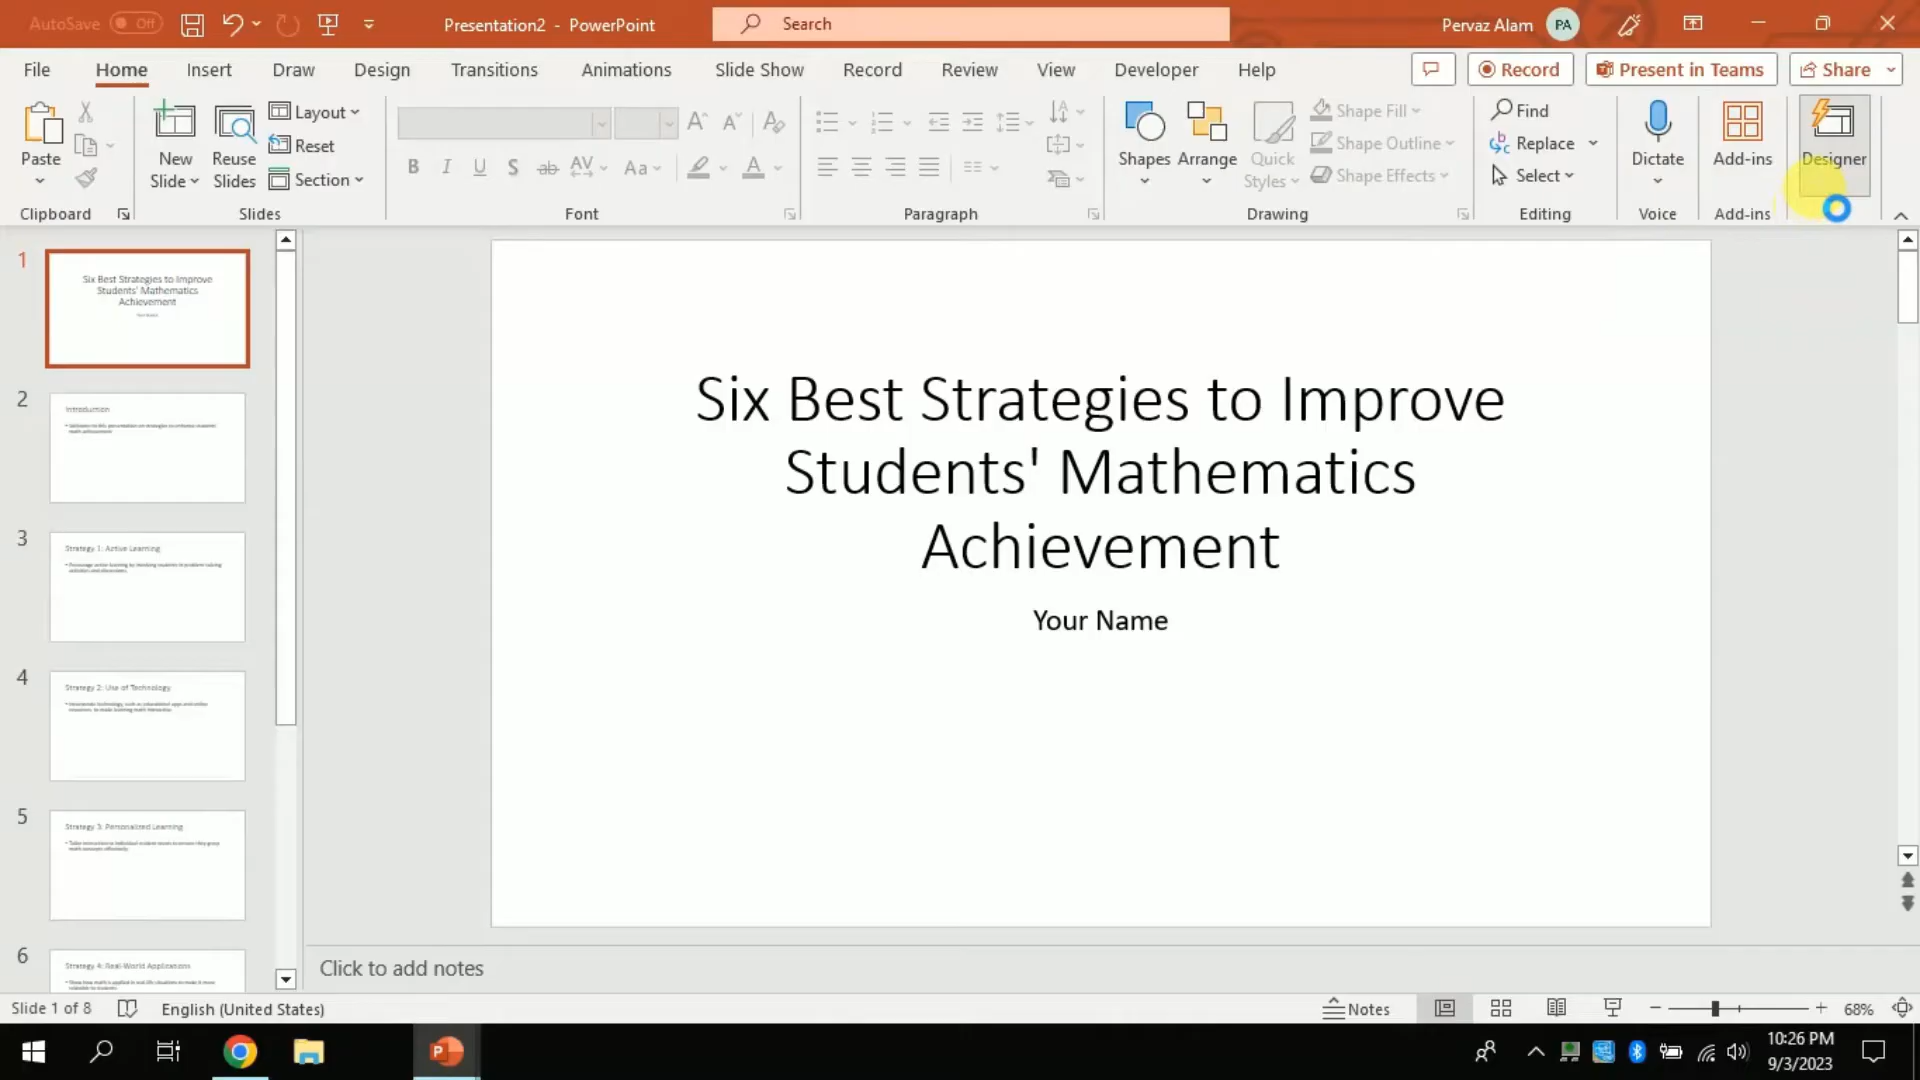 AutoSave Off
Presentation2 - PowerPoint
Search
Pervaz Alam PA
File Home Insert Draw Design Transitions Animations Slide Show Record Review View Developer Help
Record Present in Teams Share
Paste
New Slide
Reuse Slides
Layout
Reset
Section
B I U S ab AV Aa A
Shapes
Arrange
Quick Styles
Shape Fill
Shape Outline
Shape Effects
Find
Replace
Select
Dictate
Add-ins
Designer
Clipboard Slides Font Paragraph Drawing Editing Voice Add-ins
1
Six Best Strategies to Improve
Students' Mathematics
Achievement
Your Name
2
Introduction
3
Strategy 1: Active Learning
4
Strategy 2: Use of Technology
5
Strategy 3: Personalized Learning
6
Strategy 4: Real-World Applications
Six Best Strategies to Improve
Students' Mathematics
Achievement
Your Name
Click to add notes
Slide 1 of 8 English (United States) Notes 68%
10:26 PM
9/3/2023